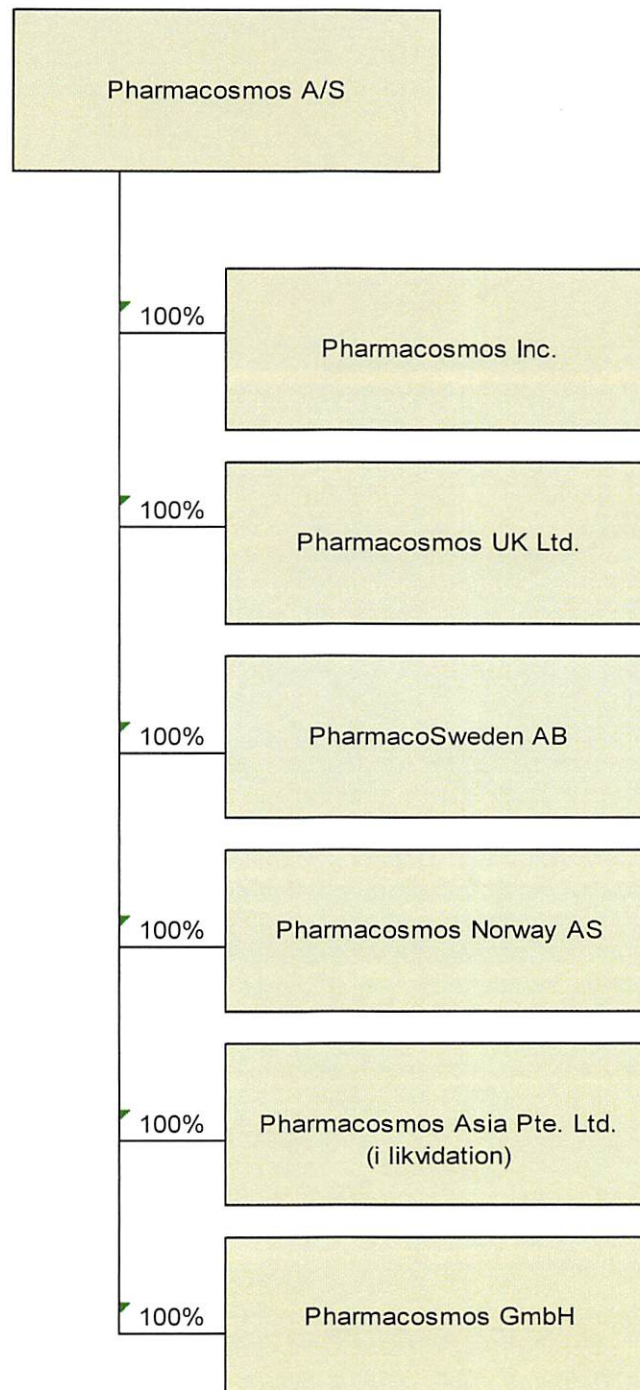 Pharmacosmos A/S
100%
Pharmacosmos Inc.
100%
Pharmacosmos UK Ltd.
100%
PharmacoSweden AB
100%
Pharmacosmos Norway AS
100%
Pharmacosmos Asia Pte. Ltd.
(i likvidation)
100%
Pharmacosmos GmbH